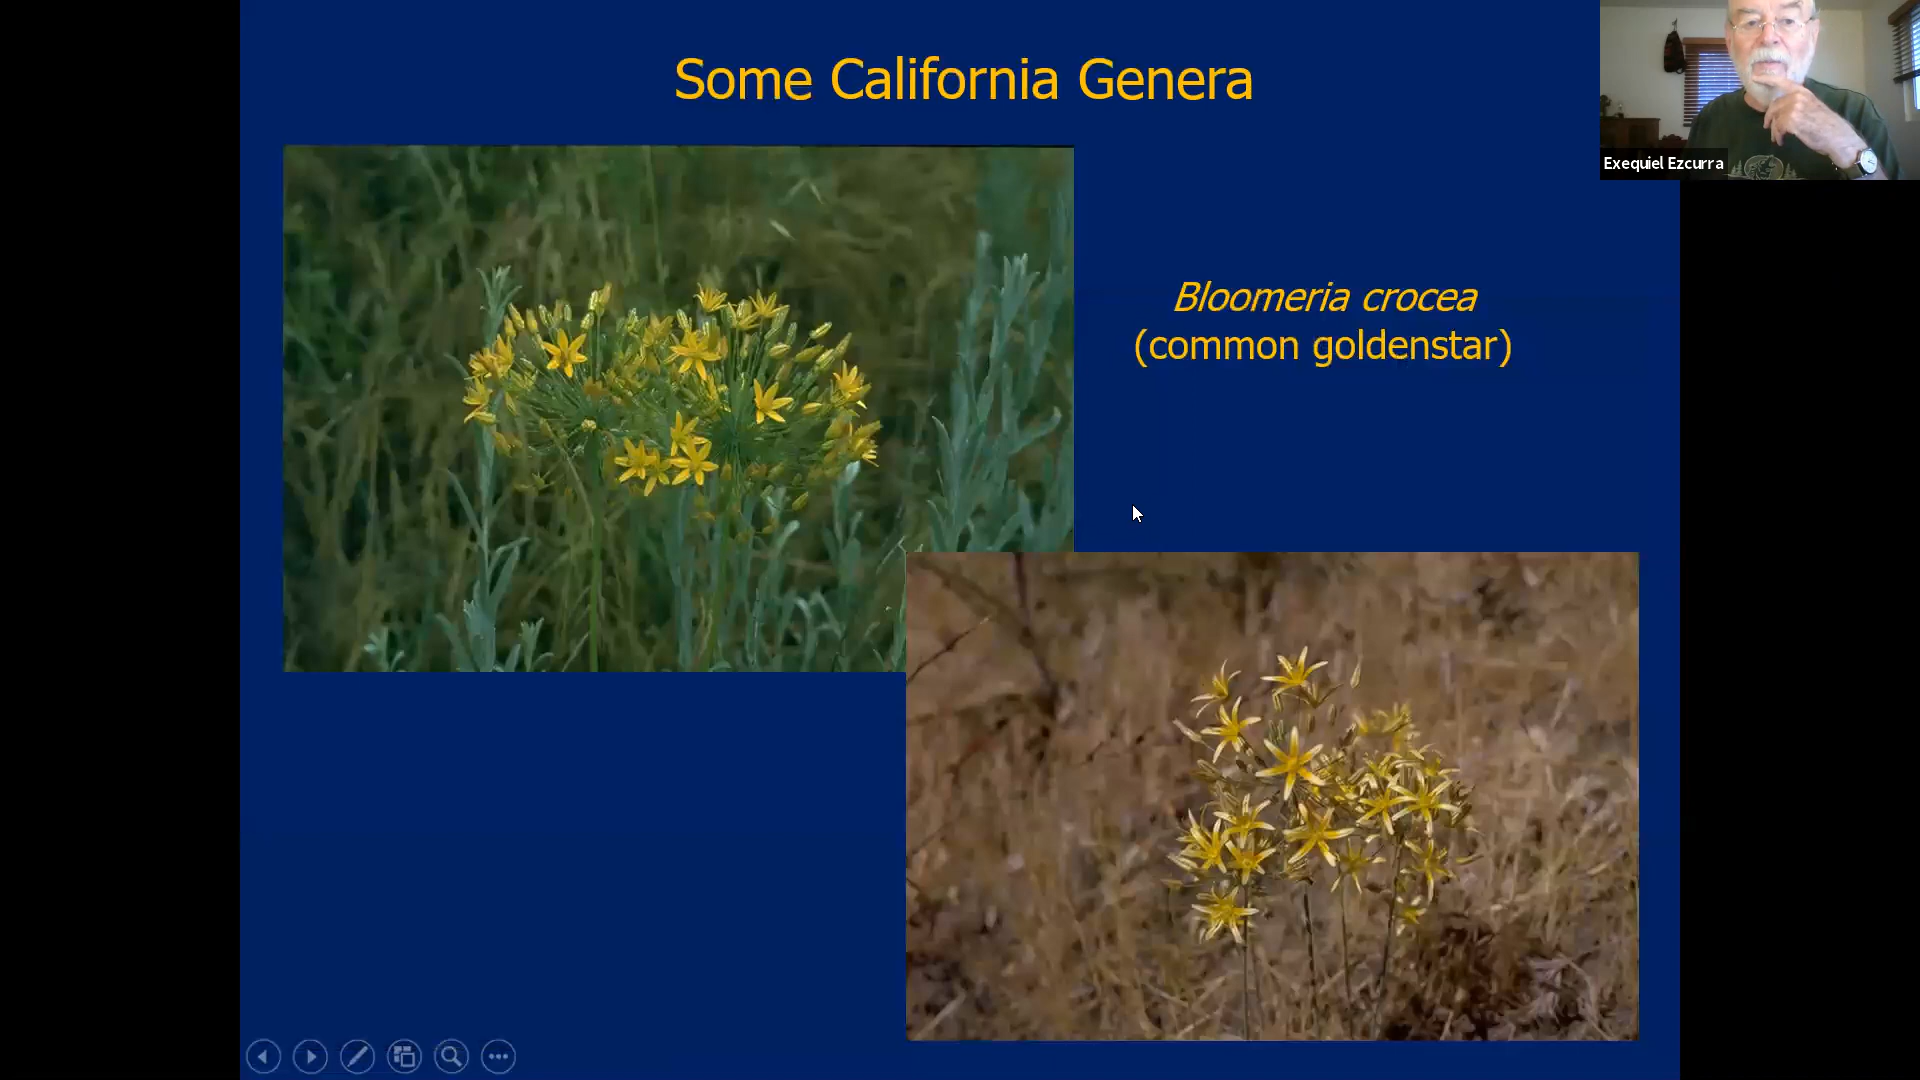 Some California Genera
Exequiel Ezcurra
Bloomeria crocea
(common goldenstar)